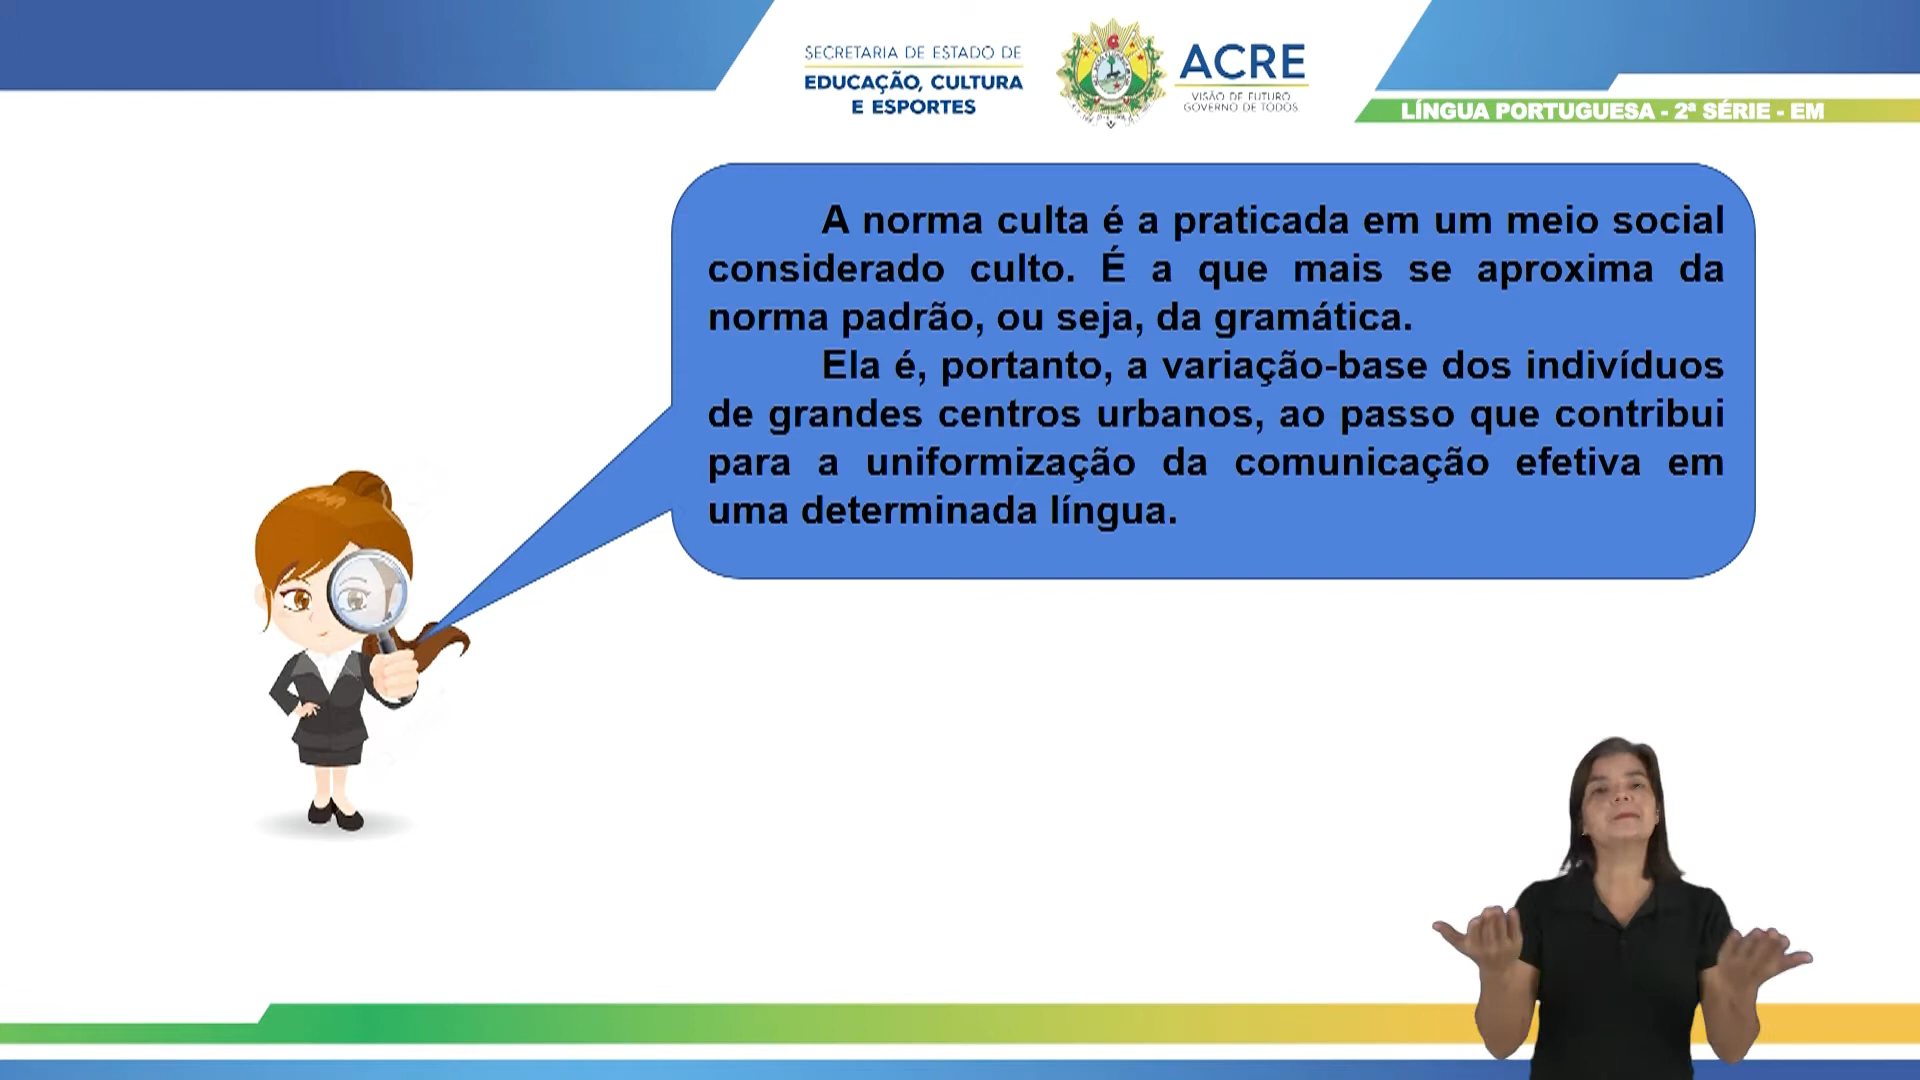 SECRETARIA DE ESTADO DE
EDUCAÇÃO, CULTURA
E ESPORTES
ACRE
VISÃO DE FUTURO
GOVERNO DE TODOS
LÍNGUA PORTUGUESA - 2ª SÉRIE - EM
A norma culta é a praticada em um meio social
considerado culto. É a que mais se aproxima da
norma padrão, ou seja, da gramática.
Ela é, portanto, a variação-base dos indivíduos
de grandes centros urbanos, ao passo que contribui
para a uniformização da comunicação efetiva em
uma determinada língua.